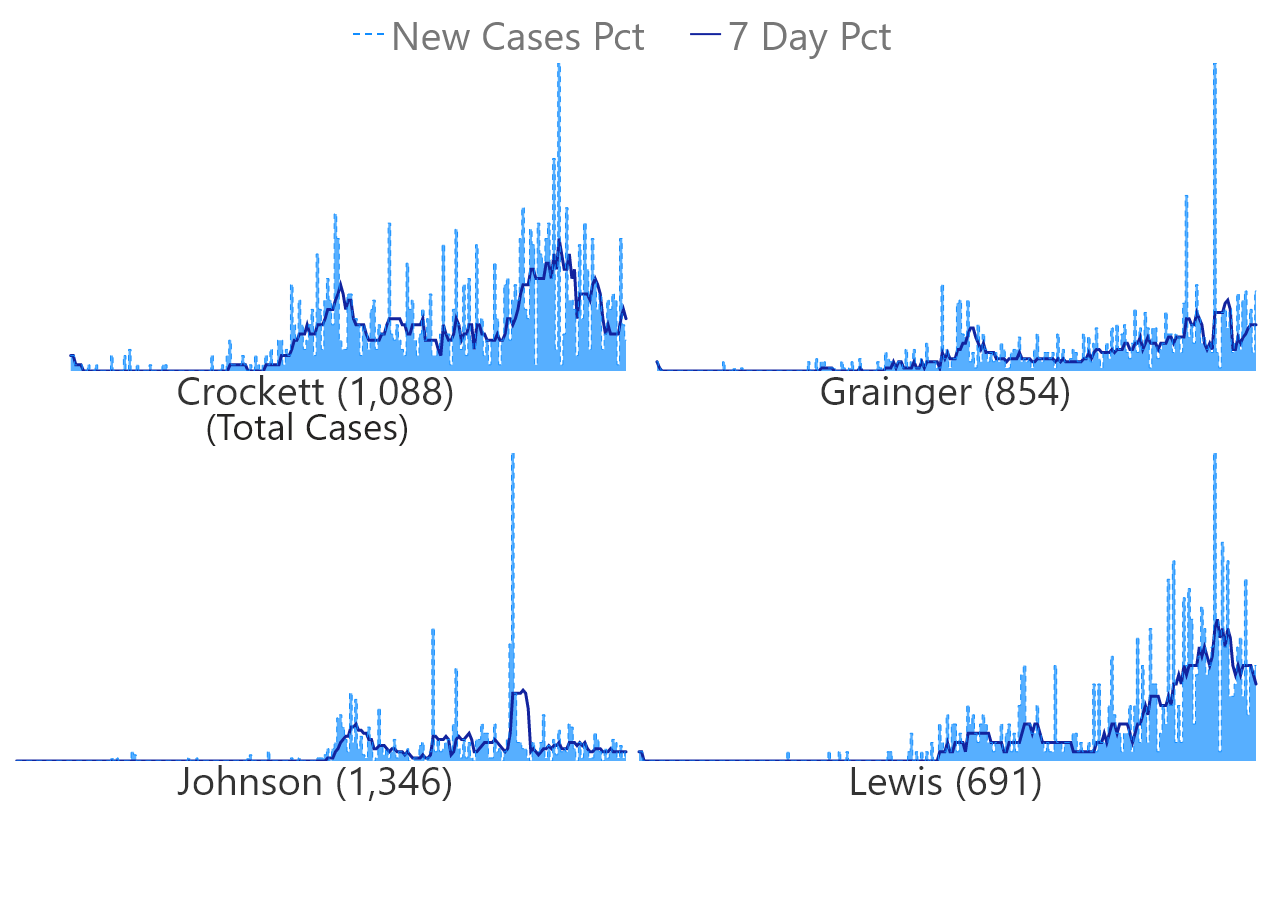 New Cases Pct 7 Day Pct
Crockett (1,088) Grainger (854)
(Total Cases)
Johnson (1,346) Lewis (691)